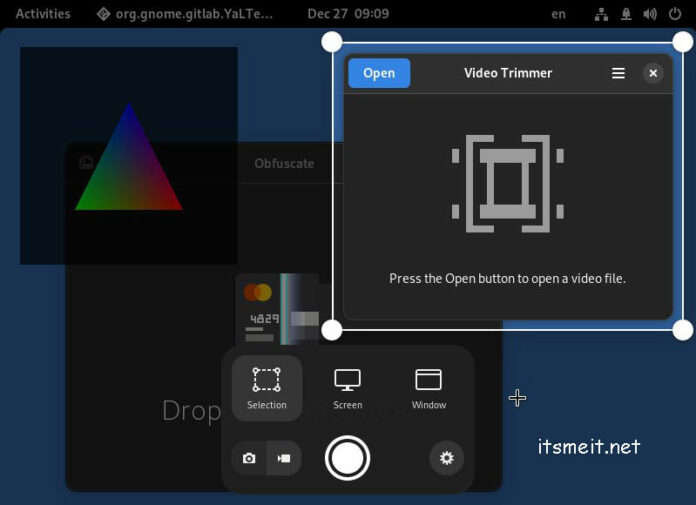 Activities
org.gnome.gitlab.YaLTe...
Dec 27 09:09
en
Open
Video Trimmer
Obfuscate
Press the Open button to open a video file.
4829
Selection
Screen
Window
Drop
itsmeit.net